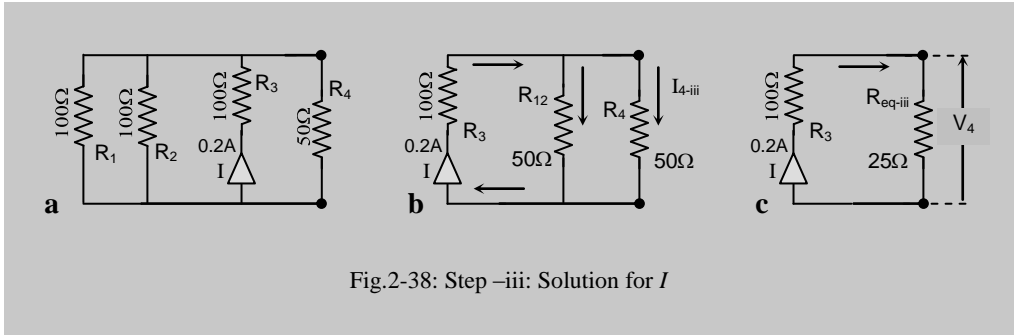 100Ω
R1
100Ω
R2
100Ω
R3
0.2A
I
R4
50Ω
a
100Ω
R3
0.2A
I
R12
50Ω
I4-iii
R4
50Ω
b
100Ω
R3
0.2A
I
Req-iii
25Ω
V4
c
Fig.2-38: Step –iii: Solution for I